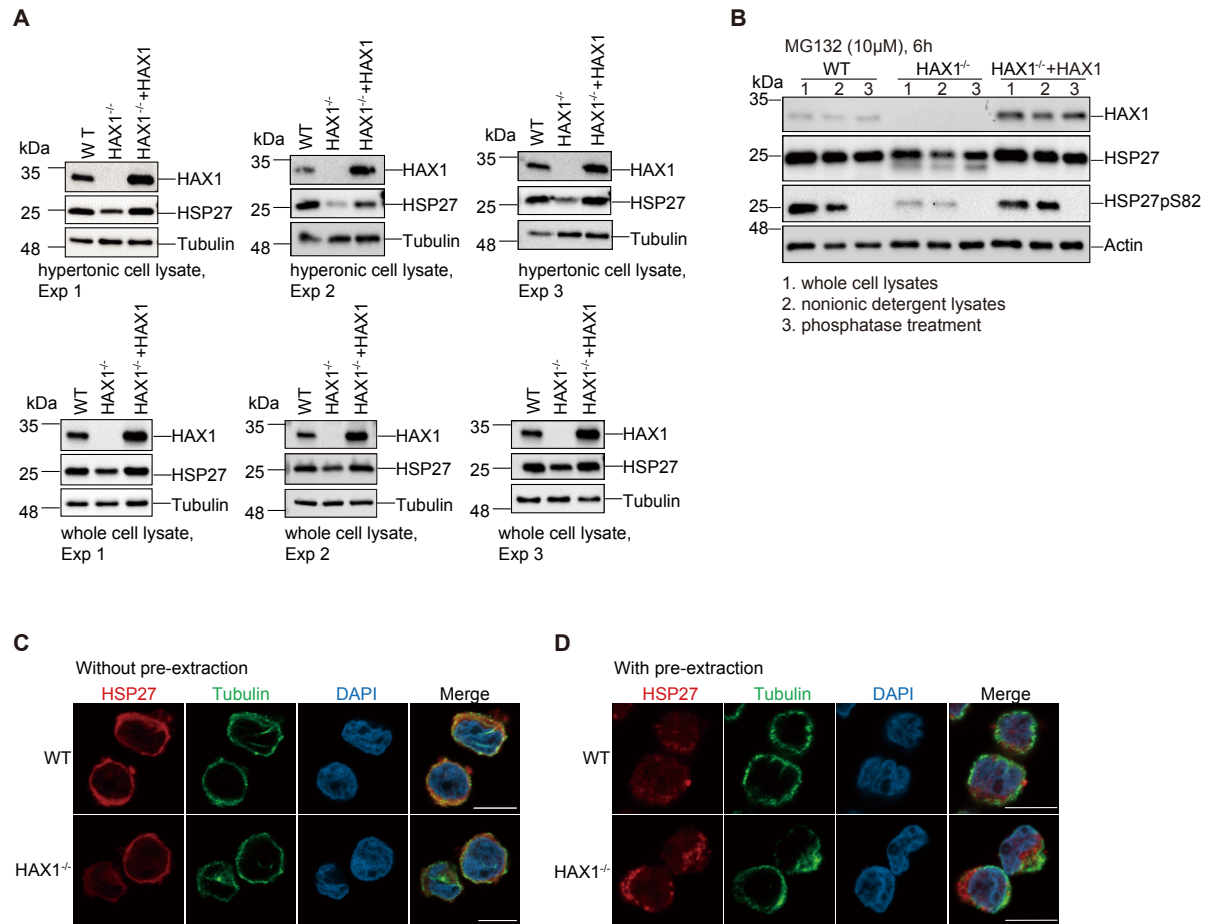 A
WT
HAX1-/-
HAX1-/-+HAX1
kDa
35
25
48
HAX1
HSP27
Tubulin
hypertonic cell lysate,
Exp 1
WT
HAX1-/-
HAX1-/-+HAX1
kDa
35
25
48
HAX1
HSP27
Tubulin
hyperonic cell lysate,
Exp 2
WT
HAX1-/-
HAX1-/-+HAX1
kDa
35
25
48
HAX1
HSP27
Tubulin
hypertonic cell lysate,
Exp 3
WT
HAX1-/-
HAX1-/-+HAX1
kDa
35
25
48
HAX1
HSP27
Tubulin
whole cell lysate,
Exp 1
WT
HAX1-/-
HAX1-/-+HAX1
kDa
35
25
48
HAX1
HSP27
Tubulin
whole cell lysate,
Exp 2
WT
HAX1-/-
HAX1-/-+HAX1
kDa
35
25
48
HAX1
HSP27
Tubulin
whole cell lysate,
Exp 3
B
MG132 (10µM), 6h
kDa WT HAX1-/- HAX1-/-+HAX1
1 2 3 1 2 3 1 2 3
35
HAX1
25
HSP27
25
HSP27pS82
48
Actin
1. whole cell lysates
2. nonionic detergent lysates
3. phosphatase treatment
C
Without pre-extraction
HSP27 Tubulin DAPI Merge
WT
HAX1-/-
D
With pre-extraction
HSP27 Tubulin DAPI Merge
WT
HAX1-/-